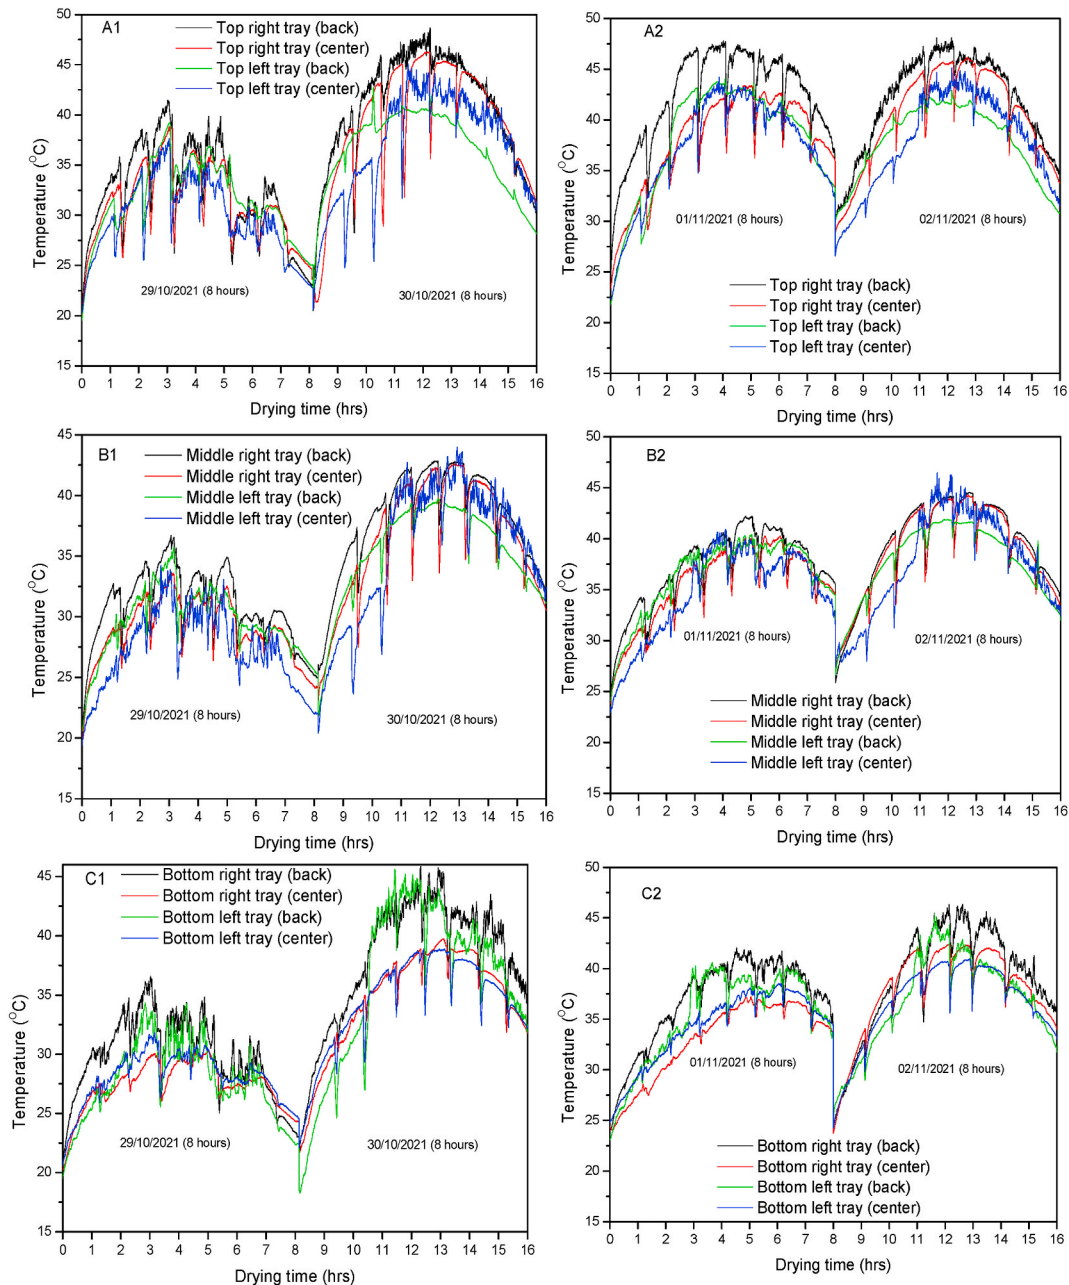 A1
Top right tray (back)
Top right tray (center)
Top left tray (back)
Top left tray (center)
50
45
40
35
30
25
20
15
Temperature (°C)
29/10/2021 (8 hours)
30/10/2021 (8 hours)
0 1 2 3 4 5 6 7 8 9 10 11 12 13 14 15 16
Drying time (hrs)
A2
50
45
40
35
30
25
20
15
Temperature (°C)
01/11/2021 (8 hours)
02/11/2021 (8 hours)
Top right tray (back)
Top right tray (center)
Top left tray (back)
Top left tray (center)
0 1 2 3 4 5 6 7 8 9 10 11 12 13 14 15 16
Drying time (hrs)
B1
Middle right tray (back)
Middle right tray (center)
Middle left tray (back)
Middle left tray (center)
45
40
35
30
25
20
15
Temperature (°C)
29/10/2021 (8 hours)
30/10/2021 (8 hours)
0 1 2 3 4 5 6 7 8 9 10 11 12 13 14 15 16
Drying time (hrs)
B2
50
45
40
35
30
25
20
15
Temperature (°C)
01/11/2021 (8 hours)
02/11/2021 (8 hours)
Middle right tray (back)
Middle right tray (center)
Middle left tray (back)
Middle left tray (center)
0 1 2 3 4 5 6 7 8 9 10 11 12 13 14 15 16
Drying time (hrs)
C1
Bottom right tray (back)
Bottom right tray (center)
Bottom left tray (back)
Bottom left tray (center)
45
40
35
30
25
20
15
Temperature (°C)
29/10/2021 (8 hours)
30/10/2021 (8 hours)
0 1 2 3 4 5 6 7 8 9 10 11 12 13 14 15 16
Drying time (hrs)
C2
50
45
40
35
30
25
20
15
Temperature (°C)
01/11/2021 (8 hours)
02/11/2021 (8 hours)
Bottom right tray (back)
Bottom right tray (center)
Bottom left tray (back)
Bottom left tray (center)
0 1 2 3 4 5 6 7 8 9 10 11 12 13 14 15 16
Drying time (hrs)